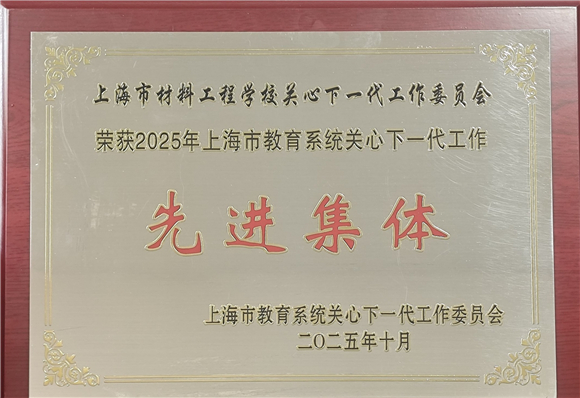 上海市材料工程学校关心下一代工作委员会
荣获2025年上海市教育系统关心下一代工作
先进集体
上海市教育系统关心下一代工作委员会
二〇二五年十月